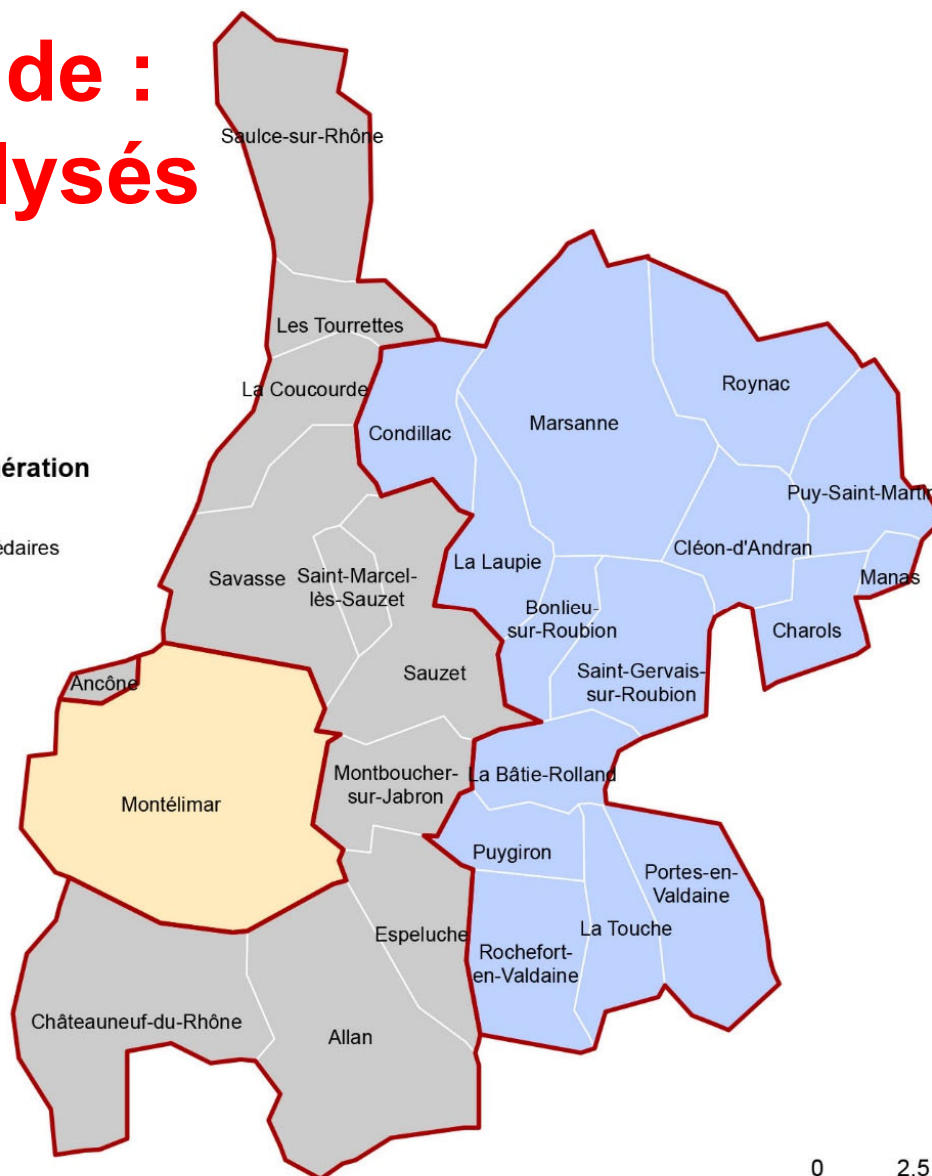 de :
lysés
Saulce-sur-Rhône
Les Tourrettes
La Coucourde
Condillac
Marsanne
Roynac
Puy-Saint-Martin
ération
édaires
Savasse
Saint-Marcel-
lès-Sauzet
La Laupie
Cléon-d'Andran
Manas
Bonlieu-
sur-Roubion
Charols
Sauzet
Saint-Gervais-
sur-Roubion
Ancône
Montélimar
Montboucher-
sur-Jabron
La Bâtie-Rolland
Puygiron
Portes-en-
Valdaine
Espeluche
La Touche
Rochefort-
en-Valdaine
Châteauneuf-du-Rhône
Allan
0 2.5